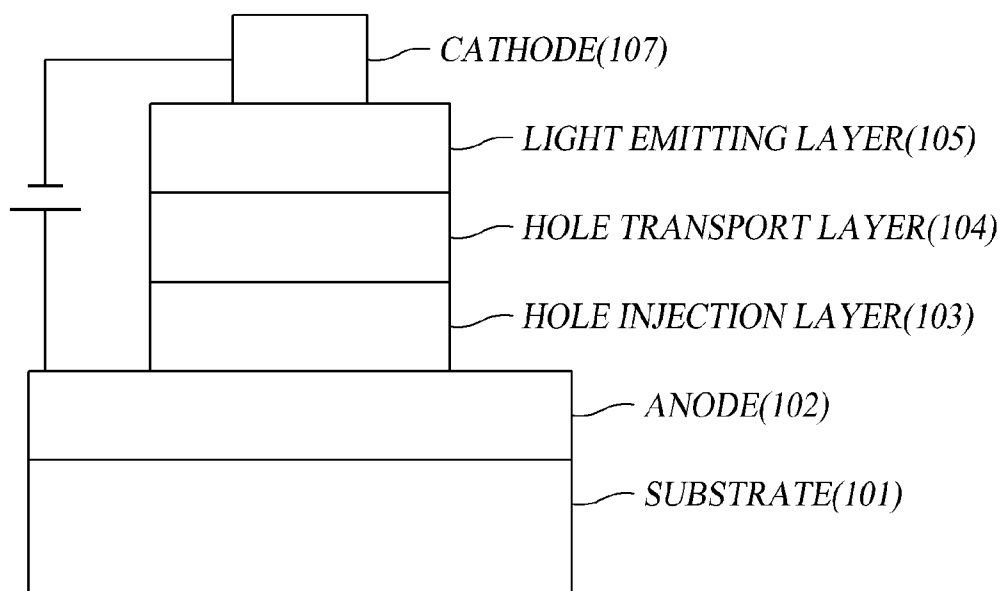 CATHODE(107)
LIGHT EMITTING LAYER(105)
HOLE TRANSPORT LAYER(104)
HOLE INJECTION LAYER(103)
ANODE(102)
SUBSTRATE(101)